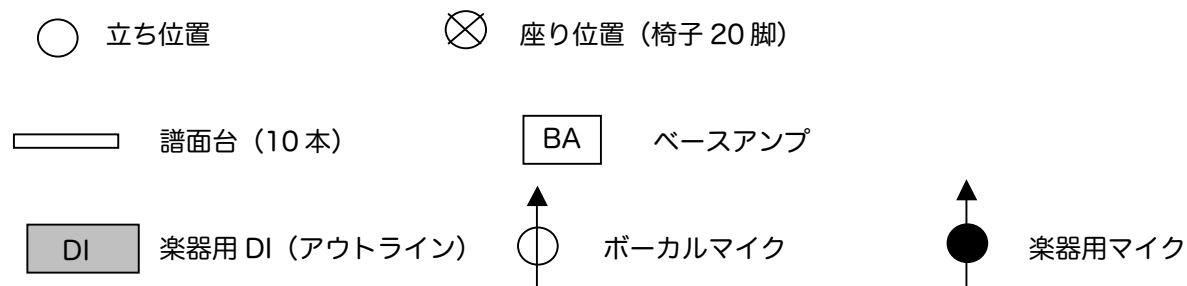 立ち位置 座り位置（椅子 20 脚）
譜面台（10 本） BA ベースアンプ
DI 楽器用 DI（アウトライン） ボーカルマイク 楽器用マイク